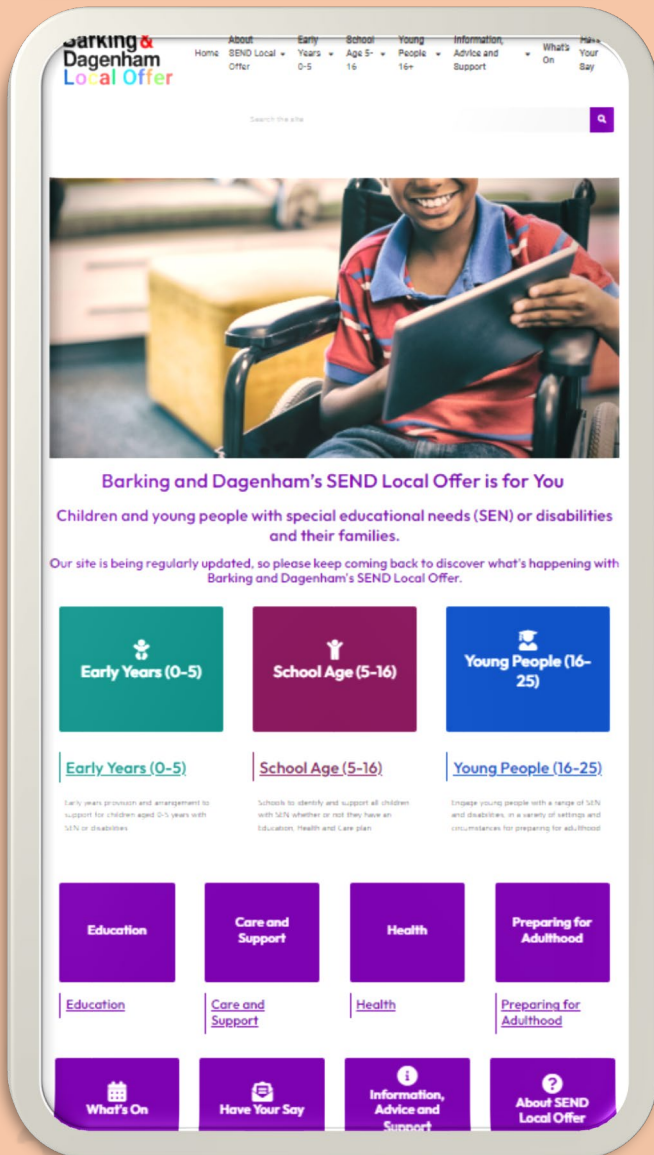 Barking &
Dagenham
Local Offer
Home
About
SEND Local
Offer
Early
Years
0-5
School
Age 5-
16
Young
People
16+
Information,
Advice and
Support
What's
On
Have
Your
Say
Search the site
Barking and Dagenham's SEND Local Offer is for You
Children and young people with special educational needs (SEN) or disabilities
and their families.
Our site is being regularly updated, so please keep coming back to discover what's happening with
Barking and Dagenham's SEND Local Offer.
Early Years (0-5)
School Age (5-16)
Young People (16-
25)
Early Years (0-5)
School Age (5-16)
Young People (16-25)
Early years provision and arrangement to
support for children aged 0-5 years with
SEN or disabilities
Schools to identify and support all children
with SEN whether or not they have an
Education, Health and Care plan
Engage young people with a range of SEN
and disabilities, in a variety of settings and
circumstances for preparing for adulthood
Education
Care and
Support
Health
Preparing for
Adulthood
Education
Care and
Support
Health
Preparing for
Adulthood
What's On
Have Your Say
Information,
Advice and
Support
About SEND
Local Offer